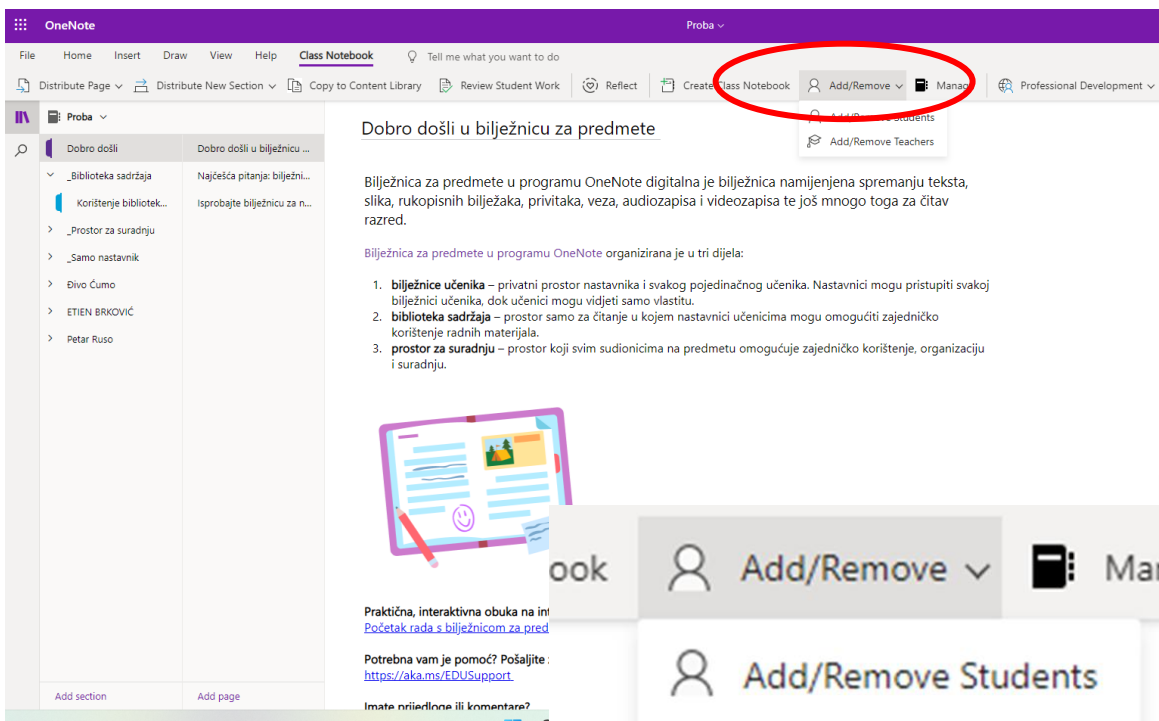 OneNote
Proba
File Home Insert Draw View Help Class Notebook Tell me what you want to do
Distribute Page Distribute New Section Copy to Content Library Review Student Work Reflect Create Class Notebook Add/Remove Manag Professional Development
Add/Remove Students
Add/Remove Teachers
Proba
Dobro došli
_Biblioteka sadržaja
Korištenje bibliotek...
_Prostor za suradnju
_Samo nastavnik
Đivo Ćumo
ETIEN BRKOVIĆ
Petar Ruso
Add section
Dobro došli u bilježnicu ...
Najčešća pitanja: bilježni...
Isprobajte bilježnicu za n...
Add page
Dobro došli u bilježnicu za predmete
Bilježnica za predmete u programu OneNote digitalna je bilježnica namijenjena spremanju teksta,
slika, rukopisnih bilježaka, privitaka, veza, audiozapisa i videozapisa te još mnogo toga za čitav
razred.
Bilježnica za predmete u programu OneNote organizirana je u tri dijela:
1. bilježnice učenika – privatni prostor nastavnika i svakog pojedinačnog učenika. Nastavnici mogu pristupiti svakoj
bilježnici učenika, dok učenici mogu vidjeti samo vlastitu.
2. biblioteka sadržaja – prostor samo za čitanje u kojem nastavnici učenicima mogu omogućiti zajedničko
korištenje radnih materijala.
3. prostor za suradnju – prostor koji svim sudionicima na predmetu omogućuje zajedničko korištenje, organizaciju
i suradnju.
Praktična, interaktivna obuka na int
Početak rada s bilježnicom za pred
Potrebna vam je pomoć? Pošaljite
https://aka.ms/EDUSupport
Imate prijedloge ili komentare?
ook Add/Remove Mar
Add/Remove Students